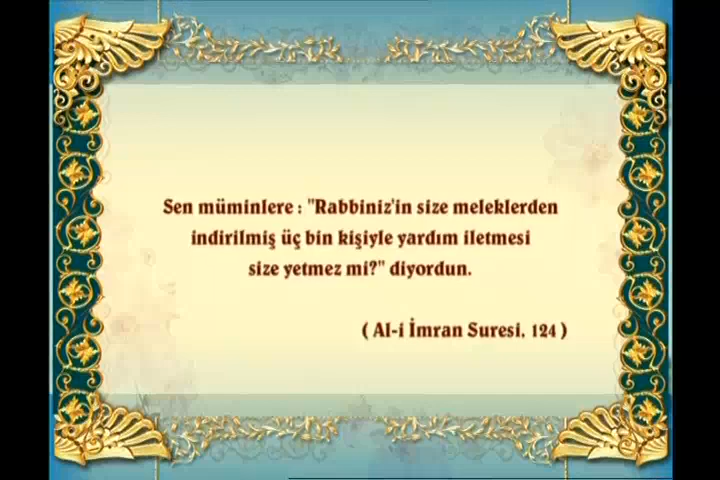 Sen müminlere : "Rabbiniz'in size meleklerden
indirilmiş üç bin kişiyle yardım iletmesi
size yetmez mi?" diyordun.
( Al-i İmran Suresi, 124 )